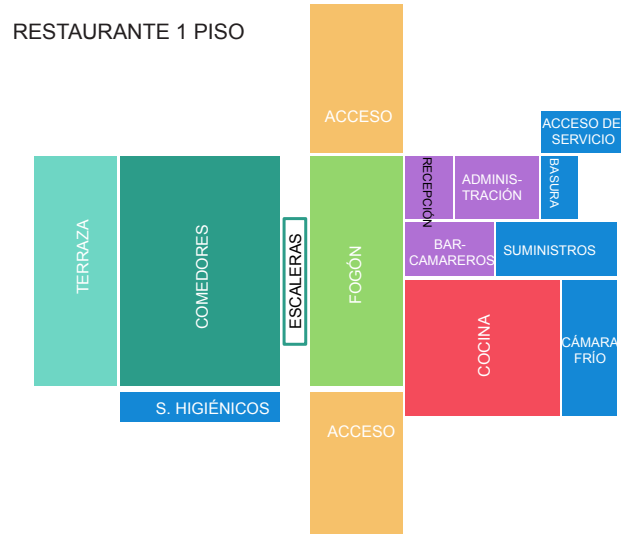 RESTAURANTE 1 PISO
ACCESO
ACCESO DE
SERVICIO
TERRAZA
COMEDORES
ESCALERAS
FOGÓN
RECEPCIÓN
ADMINIS-
TRACIÓN
BASURA
BAR-
CAMAREROS
SUMINISTROS
COCINA
CÁMARA
FRÍO
S. HIGIÉNICOS
ACCESO